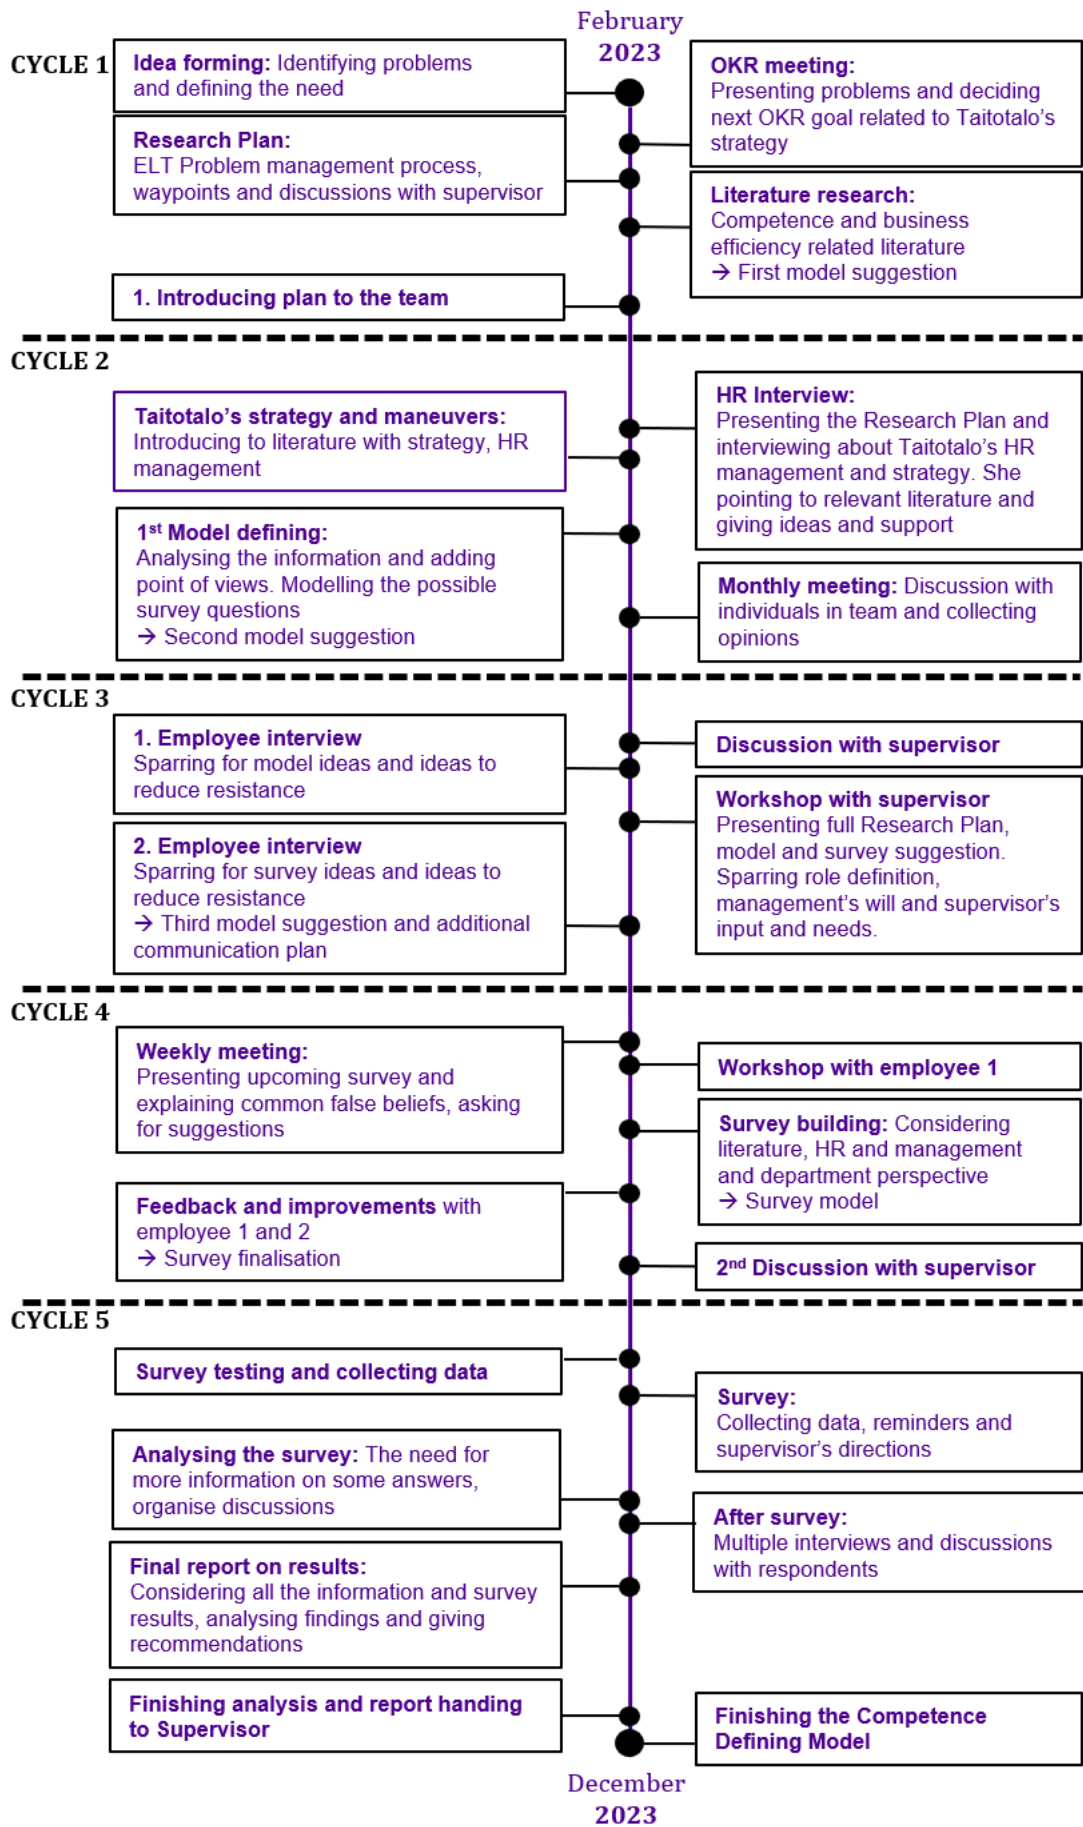 February
2023
CYCLE 1
Idea forming: Identifying problems
and defining the need
OKR meeting:
Presenting problems and deciding
next OKR goal related to Taitotalo's
strategy
Research Plan:
ELT Problem management process,
waypoints and discussions with supervisor
Literature research:
Competence and business
efficiency related literature
→ First model suggestion
1. Introducing plan to the team
CYCLE 2
HR Interview:
Presenting the Research Plan and
interviewing about Taitotalo's HR
management and strategy. She
pointing to relevant literature and
giving ideas and support
Taitotalo's strategy and maneuvers:
Introducing to literature with strategy, HR
management
1st Model defining:
Analysing the information and adding
point of views. Modelling the possible
survey questions
→ Second model suggestion
Monthly meeting: Discussion with
individuals in team and collecting
opinions
CYCLE 3
Discussion with supervisor
1. Employee interview
Sparring for model ideas and ideas to
reduce resistance
Workshop with supervisor
Presenting full Research Plan,
model and survey suggestion.
Sparring role definition,
management's will and supervisor's
input and needs.
2. Employee interview
Sparring for survey ideas and ideas to
reduce resistance
→ Third model suggestion and additional
communication plan
CYCLE 4
Weekly meeting:
Presenting upcoming survey and
explaining common false beliefs, asking
for suggestions
Workshop with employee 1
Survey building: Considering
literature, HR and management
and department perspective
→ Survey model
Feedback and improvements with
employee 1 and 2
→ Survey finalisation
2nd Discussion with supervisor
CYCLE 5
Survey testing and collecting data
Survey:
Collecting data, reminders and
supervisor's directions
Analysing the survey: The need for
more information on some answers,
organise discussions
After survey:
Multiple interviews and discussions
with respondents
Final report on results:
Considering all the information and survey
results, analysing findings and giving
recommendations
Finishing analysis and report handing
to Supervisor
Finishing the Competence
Defining Model
December
2023